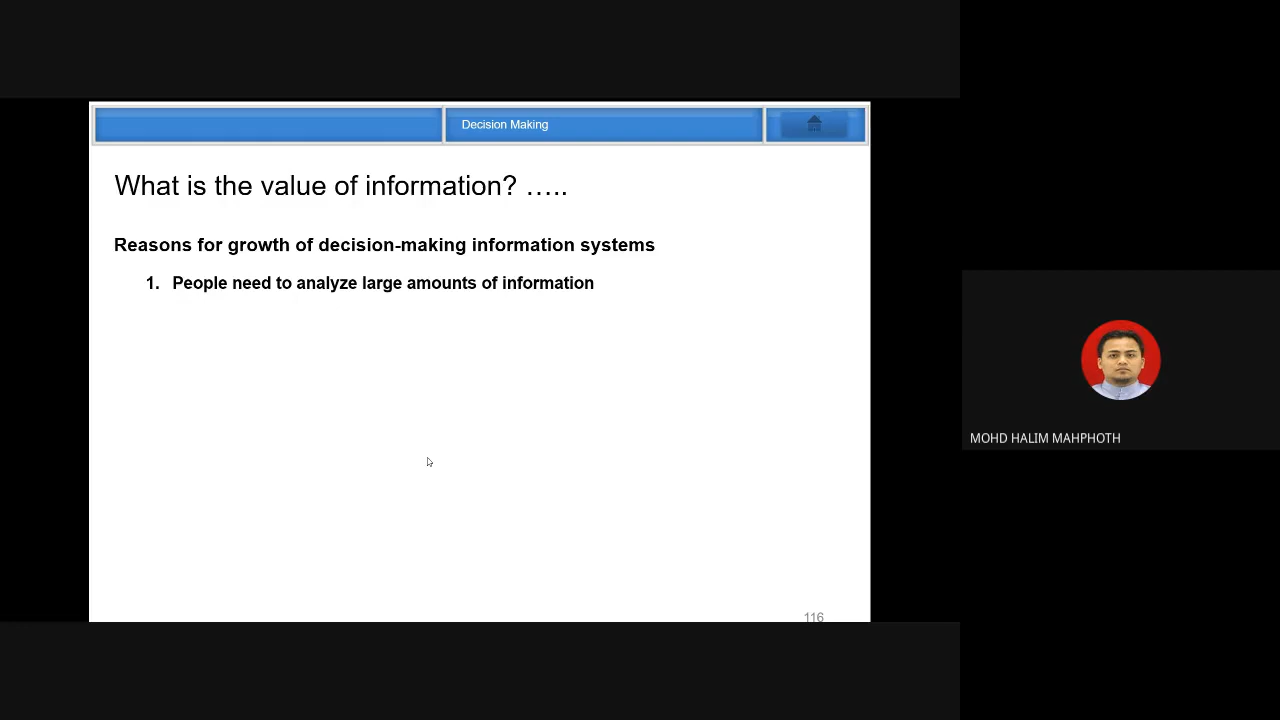 Decision Making
What is the value of information? …..
Reasons for growth of decision-making information systems
1. People need to analyze large amounts of information
116
MOHD HALIM MAHPHOTH